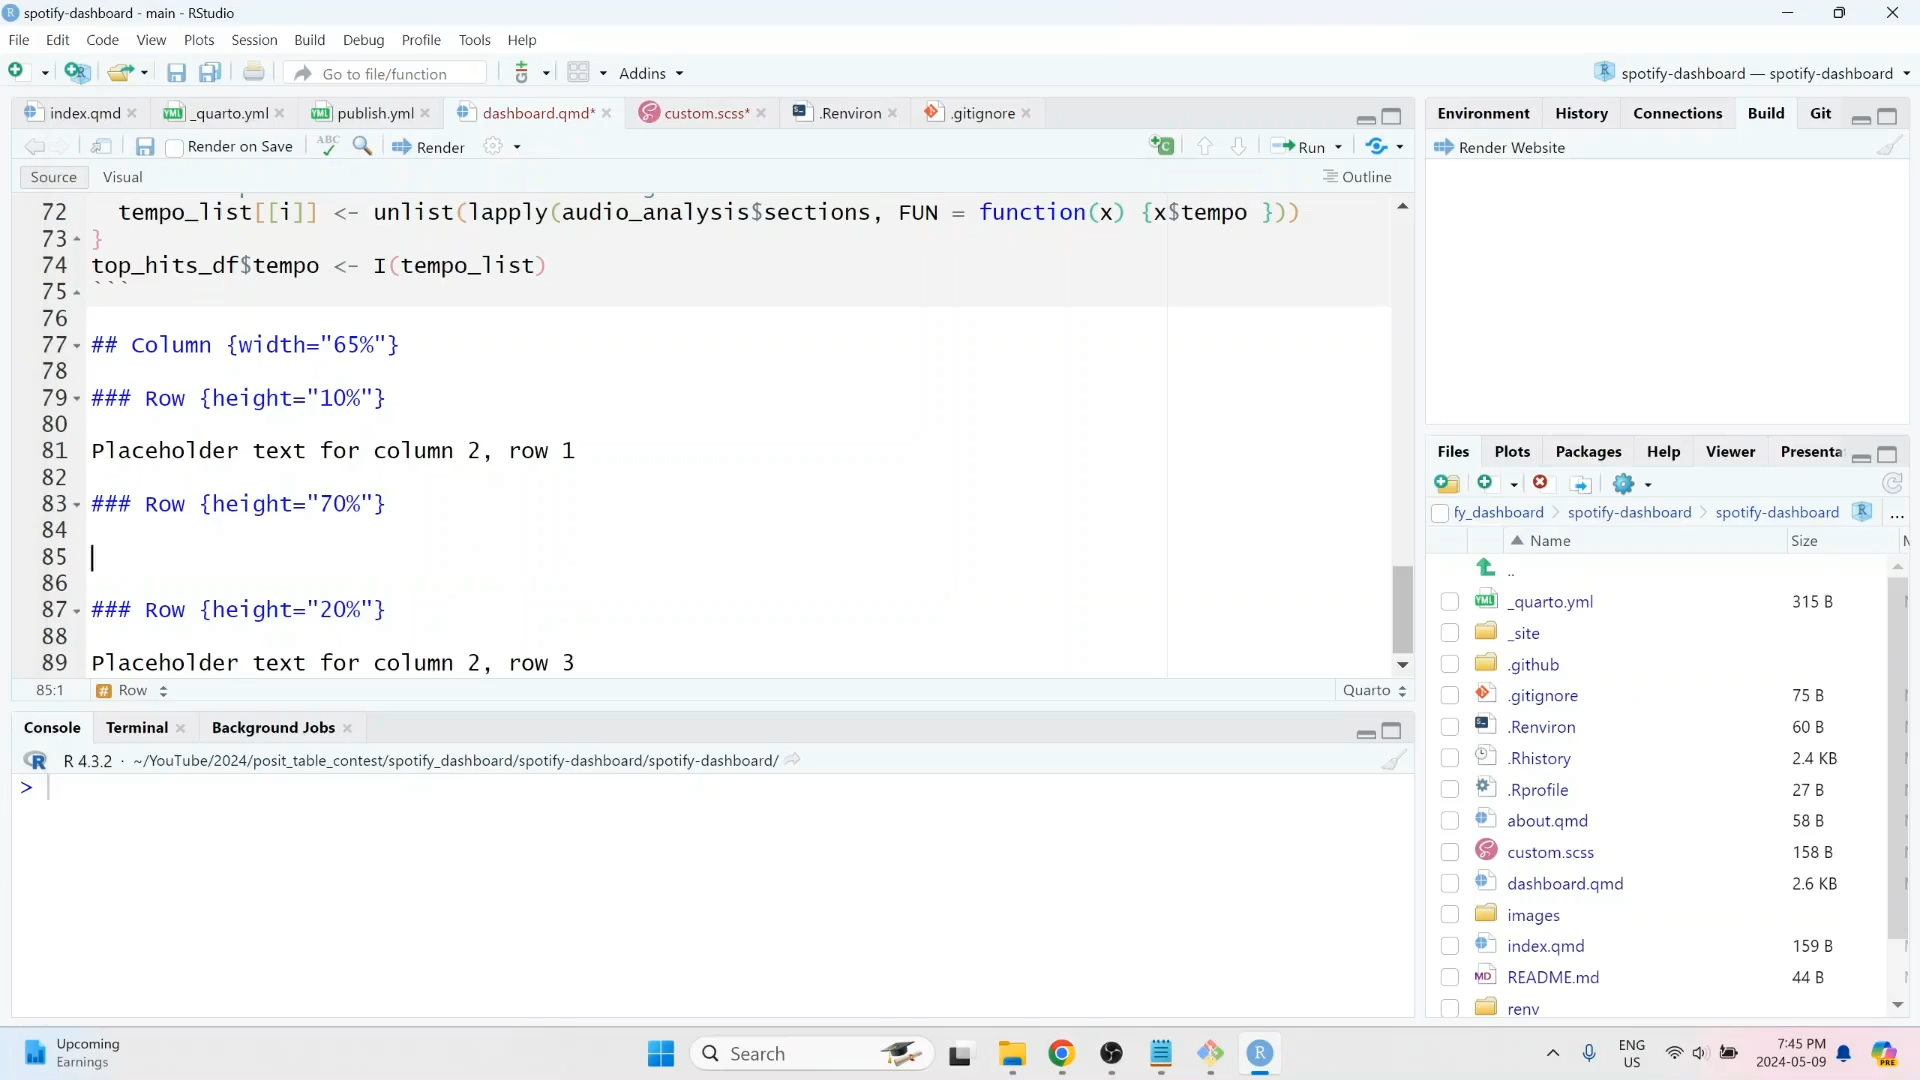 spotify-dashboard - main - RStudio
File Edit Code View Plots Session Build Debug Profile Tools Help
Go to file/function Addins spotify-dashboard — spotify-dashboard
index.qmd _quarto.yml publish.yml dashboard.qmd* custom.scss* .Renviron .gitignore
Render on Save ABC Render Run
Source Visual Outline
72 tempo_list[[i]] <- unlist(lapply(audio_analysis$sections, FUN = function(x) {x$tempo }))
73 }
74 top_hits_df$tempo <- I(tempo_list)
75 ```
76
77 ## Column {width="65%"}
78
79 ### Row {height="10%"}
80
81 Placeholder text for column 2, row 1
82
83 ### Row {height="70%"}
84
85
86
87 ### Row {height="20%"}
88
89 Placeholder text for column 2, row 3
85:1 # Row Quarto
Console Terminal Background Jobs
R 4.3.2 · ~/YouTube/2024/posit_table_contest/spotify_dashboard/spotify-dashboard/spotify-dashboard/
>
Environment History Connections Build Git
Render Website
Files Plots Packages Help Viewer Presenta
fy_dashboard spotify-dashboard spotify-dashboard ...
Name Size
..
_quarto.yml 315 B
_site
.github
.gitignore 75 B
.Renviron 60 B
.Rhistory 2.4 KB
.Rprofile 27 B
about.qmd 58 B
custom.scss 158 B
dashboard.qmd 2.6 KB
images
index.qmd 159 B
README.md 44 B
renv
Upcoming
Earnings
Search
ENG
US
7:45 PM
2024-05-09